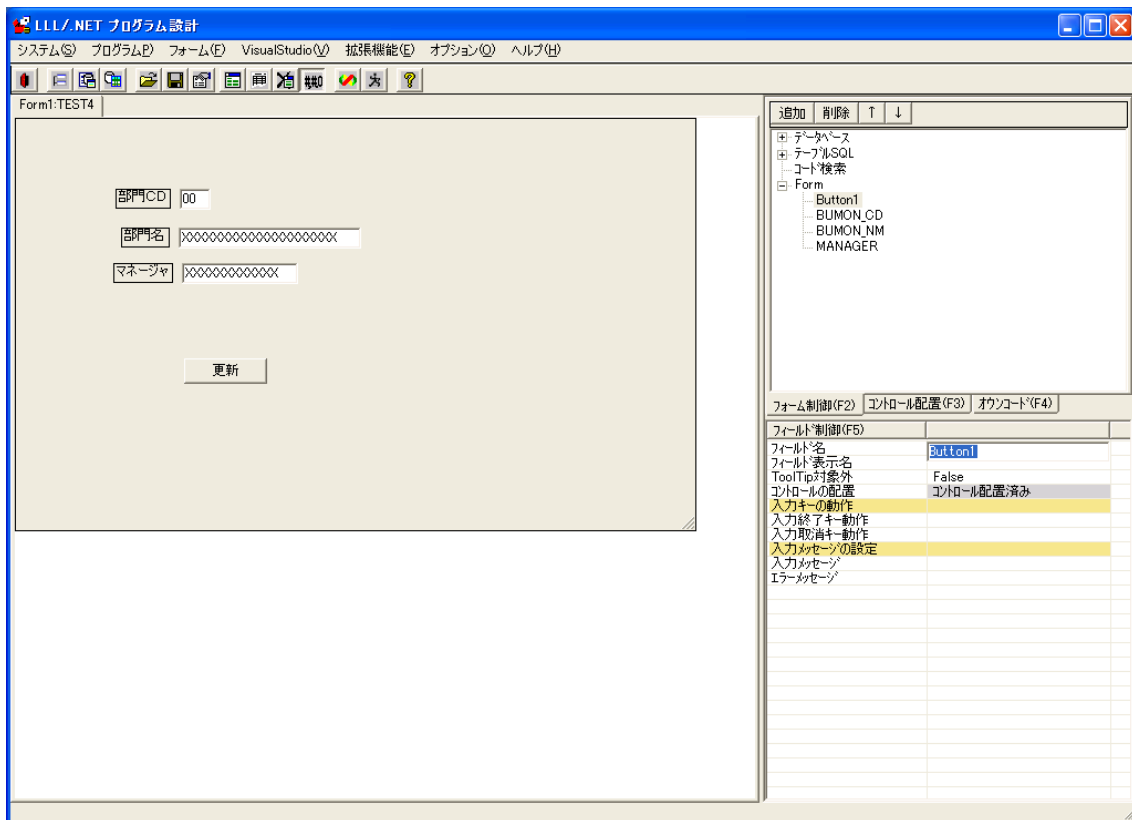 LLL/.NET プログラム設計
システム(S) プログラム(P) フォーム(F) VisualStudio(V) 拡張機能(E) オプション(O) ヘルプ(H)
Form1:TEST4
部門CD 00
部門名 XXXXXXXXXXXXXXXXXXXX
マネージャ XXXXXXXXXXXX
更新
追加 削除 ↑ ↓
データベース
テーブルSQL
コード検索
Form
Button1
BUMON_CD
BUMON_NM
MANAGER
フォーム制御(F2) コントロール配置(F3) オウンコード(F4)
フィールド制御(F5)
フィールド名 Button1
フィールド表示名
ToolTip対象外 False
コントロールの配置 コントロール配置済み
入力キーの動作
入力終了キー動作
入力取消キー動作
入力メッセージの設定
入力メッセージ
エラーメッセージ